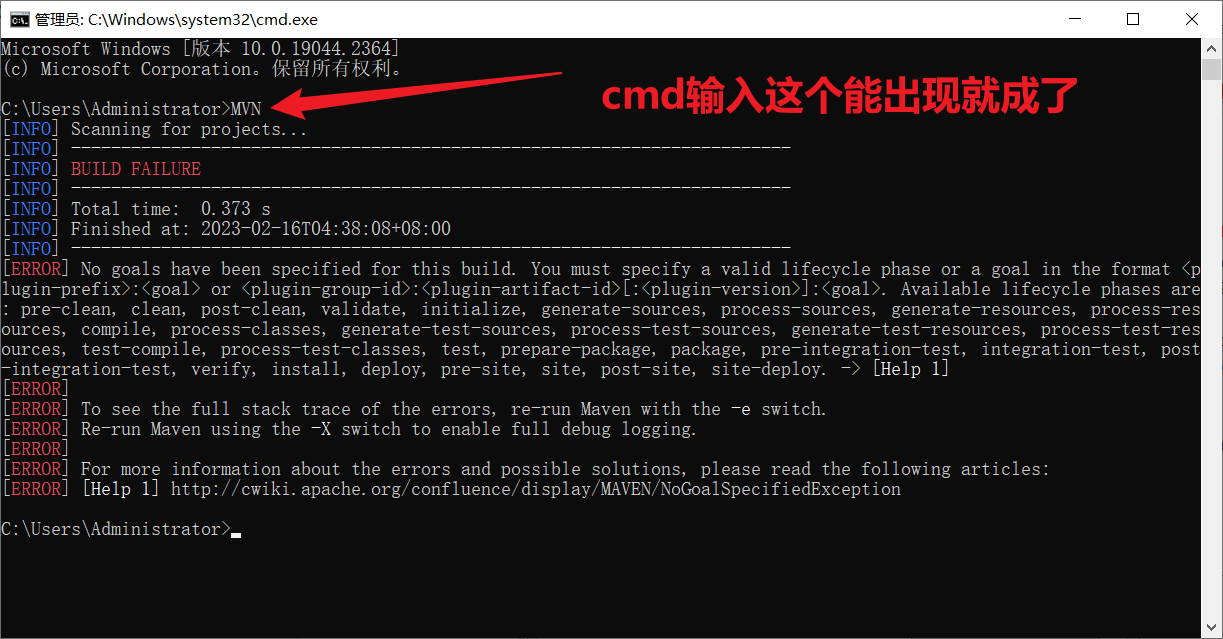 管理员: C:\Windows\system32\cmd.exe
Microsoft Windows [版本 10.0.19044.2364]
(c) Microsoft Corporation。保留所有权利。
cmd输入这个能出现就成了
C:\Users\Administrator>MVN
[INFO] Scanning for projects...
[INFO] ------------------------------------------------------------------------
[INFO] BUILD FAILURE
[INFO] ------------------------------------------------------------------------
[INFO] Total time:  0.373 s
[INFO] Finished at: 2023-02-16T04:38:08+08:00
[INFO] ------------------------------------------------------------------------
[ERROR] No goals have been specified for this build. You must specify a valid lifecycle phase or a goal in the format <p
lugin-prefix>:<goal> or <plugin-group-id>:<plugin-artifact-id>[:<plugin-version>]:<goal>. Available lifecycle phases are
: pre-clean, clean, post-clean, validate, initialize, generate-sources, process-sources, generate-resources, process-res
ources, compile, process-classes, generate-test-sources, process-test-sources, generate-test-resources, process-test-res
ources, test-compile, process-test-classes, test, prepare-package, package, pre-integration-test, integration-test, post
-integration-test, verify, install, deploy, pre-site, site, post-site, site-deploy. -> [Help 1]
[ERROR]
[ERROR] To see the full stack trace of the errors, re-run Maven with the -e switch.
[ERROR] Re-run Maven using the -X switch to enable full debug logging.
[ERROR]
[ERROR] For more information about the errors and possible solutions, please read the following articles:
[ERROR] [Help 1] http://cwiki.apache.org/confluence/display/MAVEN/NoGoalSpecifiedException
C:\Users\Administrator>